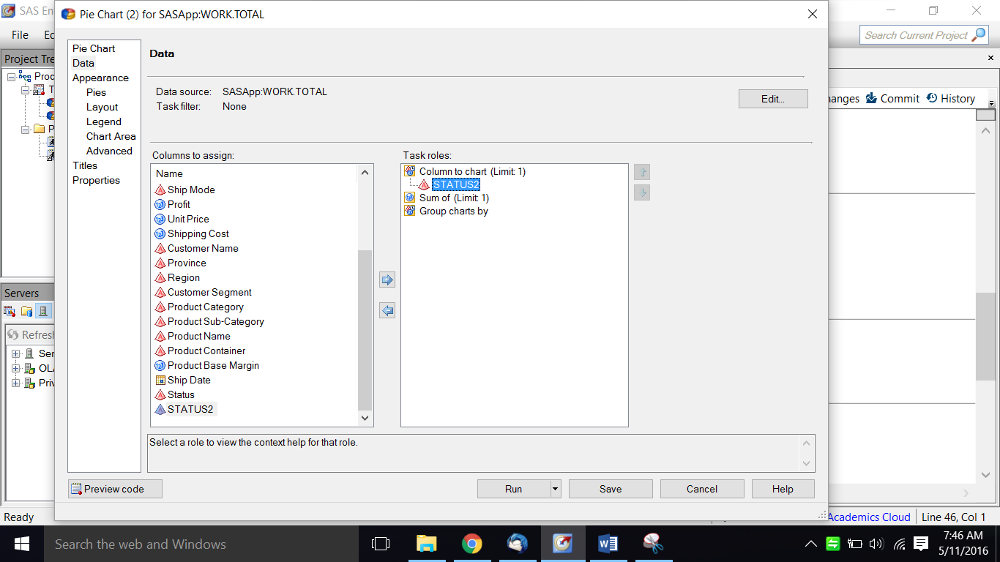 SAS En
Pie Chart (2) for SASApp:WORK.TOTAL
File
Search Current Project
Project Tre
Proc
Pie Chart
Data
Appearance
Pies
Layout
Legend
Chart Area
Advanced
Titles
Properties
Data
Data source: SASApp:WORK.TOTAL
Task filter: None
Edit...
anges Commit History
Columns to assign:
Name
Ship Mode
Profit
Unit Price
Shipping Cost
Customer Name
Province
Region
Customer Segment
Product Category
Product Sub-Category
Product Name
Product Container
Product Base Margin
Ship Date
Status
STATUS2
Task roles:
Column to chart (Limit: 1)
STATUS2
Sum of (Limit: 1)
Group charts by
Servers
Refresh
Ser
OLA
Priv
Select a role to view the context help for that role.
Preview code
Run
Save
Cancel
Help
Ready
Academics Cloud
Line 46, Col 1
Search the web and Windows
7:46 AM
5/11/2016